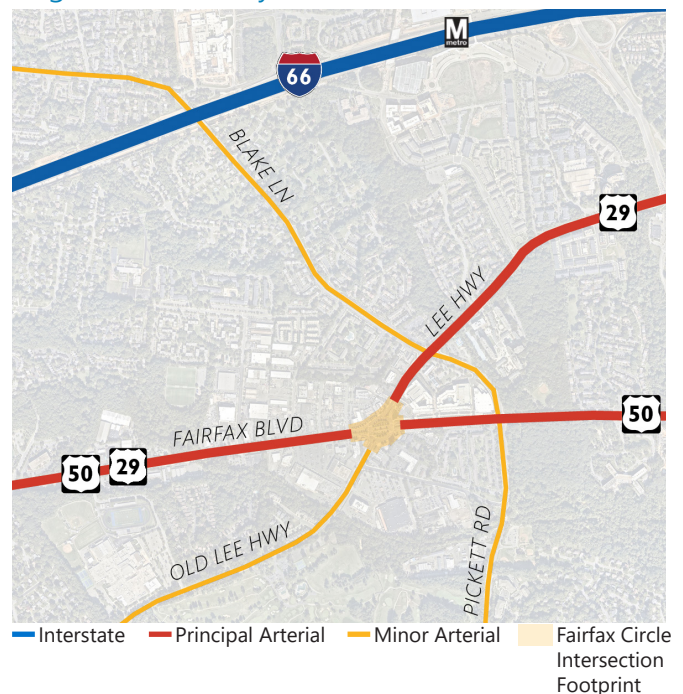 M
metro
66
BLAKE LN
29
LEE HWY
50
FAIRFAX BLVD
50
29
OLD LEE HWY
PICKETT RD
Interstate
Principal Arterial
Minor Arterial
Fairfax Circle
Intersection
Footprint